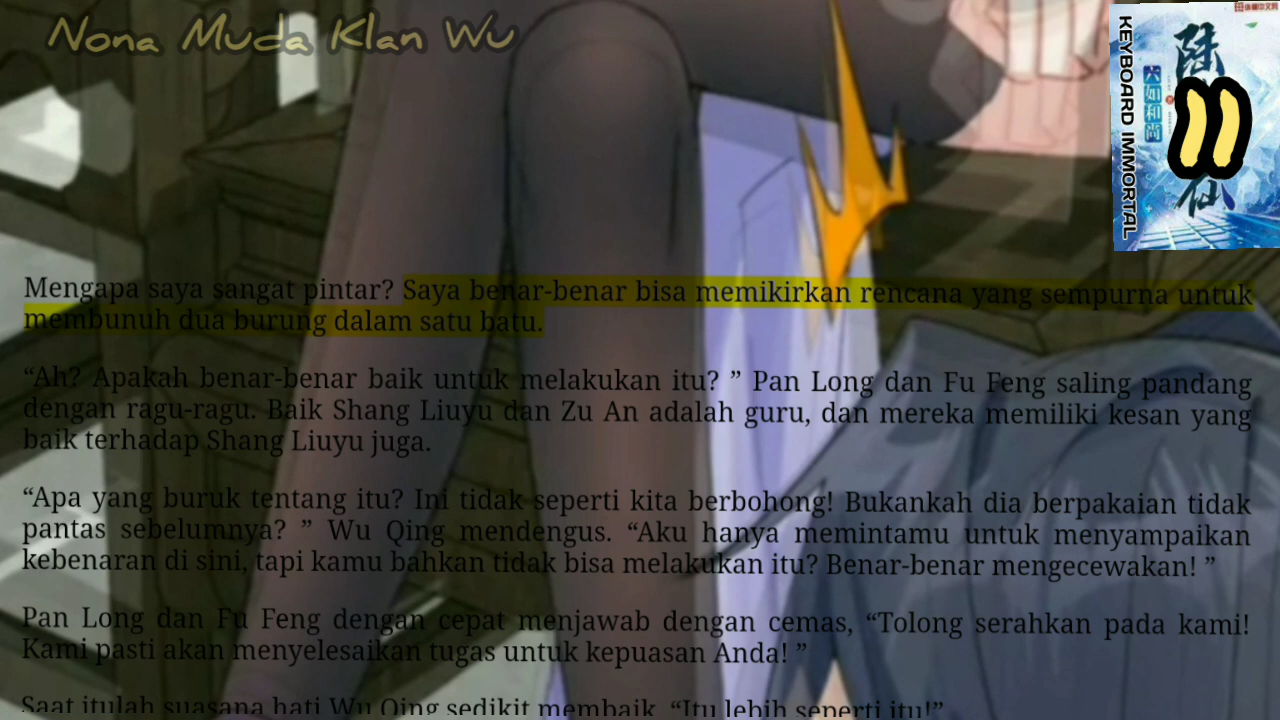 Nona Muda Klan Wu
KEYBOARD IMMORTAL
陆
仙
六如和尚
Mengapa saya sangat pintar? Saya benar-benar bisa memikirkan rencana yang sempurna untuk
membunuh dua burung dalam satu batu.
“Ah? Apakah benar-benar baik untuk melakukan itu? ” Pan Long dan Fu Feng saling pandang
dengan ragu-ragu. Baik Shang Liuyu dan Zu An adalah guru, dan mereka memiliki kesan yang
baik terhadap Shang Liuyu juga.
“Apa yang buruk tentang itu? Ini tidak seperti kita berbohong! Bukankah dia berpakaian tidak
pantas sebelumnya? ” Wu Qing mendengus. “Aku hanya memintamu untuk menyampaikan
kebenaran di sini, tapi kamu bahkan tidak bisa melakukan itu? Benar-benar mengecewakan! ”
Pan Long dan Fu Feng dengan cepat menjawab dengan cemas, “Tolong serahkan pada kami!
Kami pasti akan menyelesaikan tugas untuk kepuasan Anda! ”
Saat itulah suasana hati Wu Qing sedikit membaik. “Itu lebih seperti itu!”